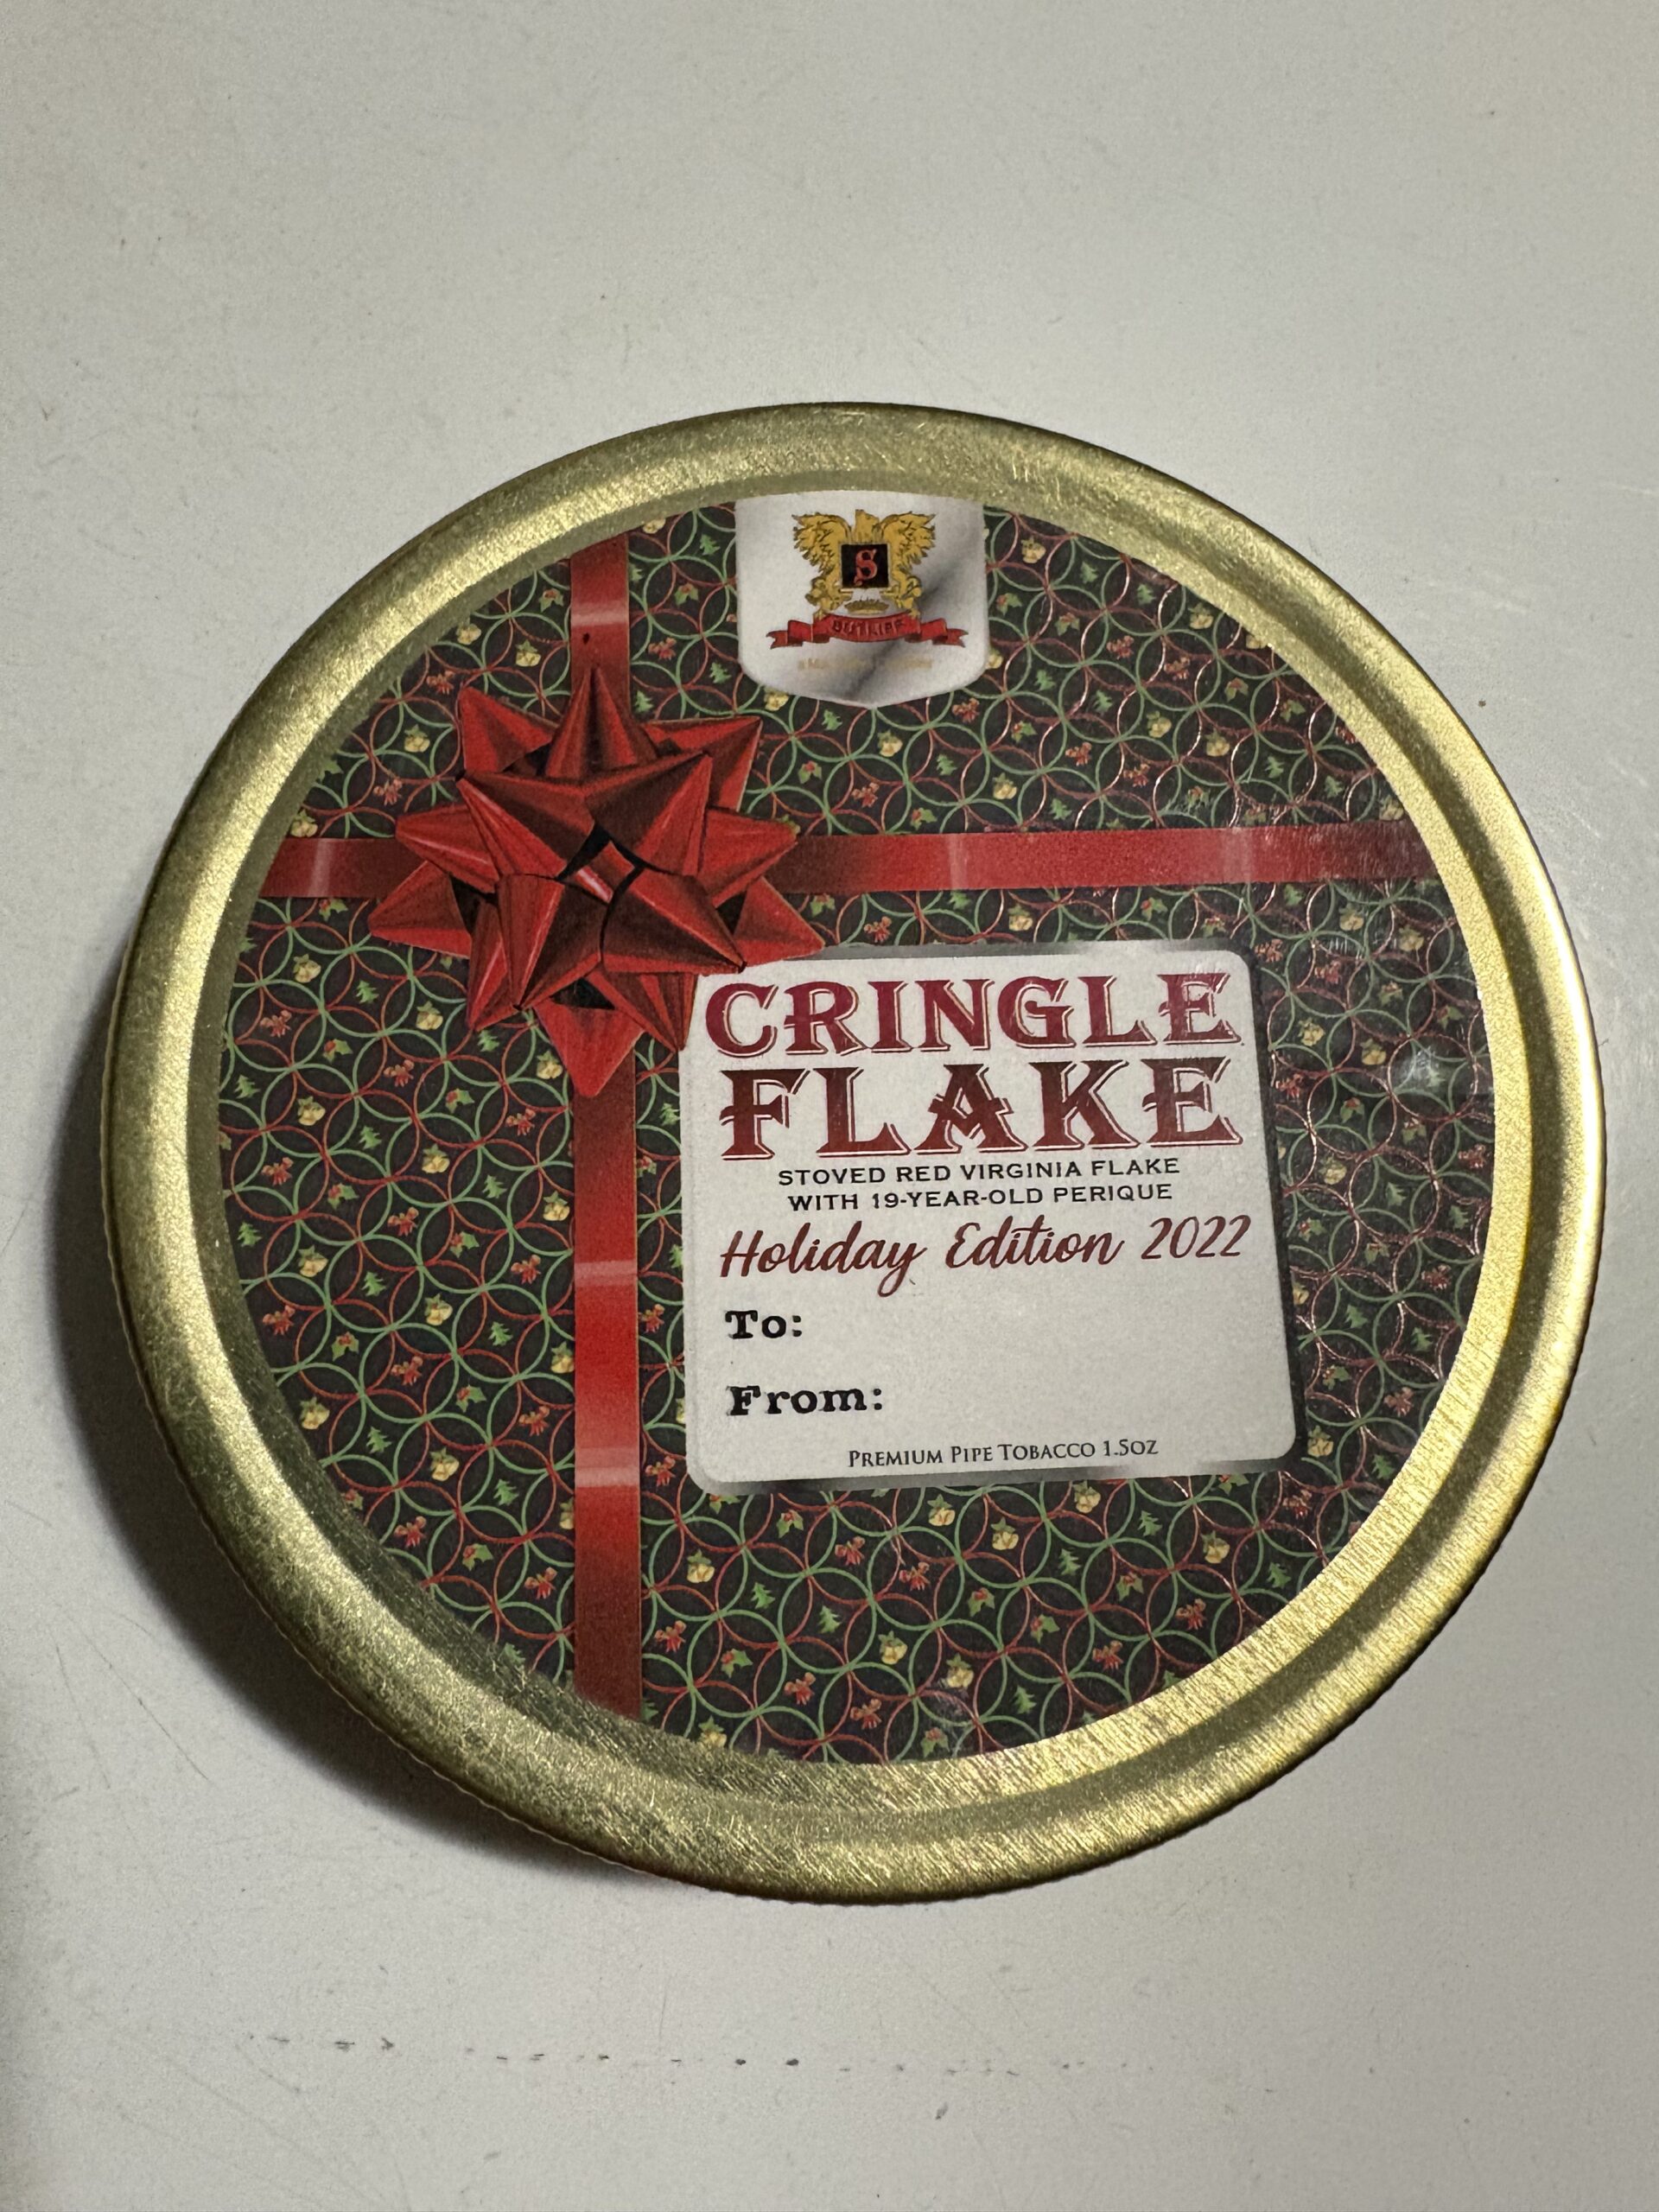 S
SUTLIFF
CRINGLE
FLAKE
STOVED RED VIRGINIA FLAKE
WITH 19-YEAR-OLD PERIQUE
Holiday Edition 2022
To:
From:
PREMIUM PIPE TOBACCO 1.5OZ